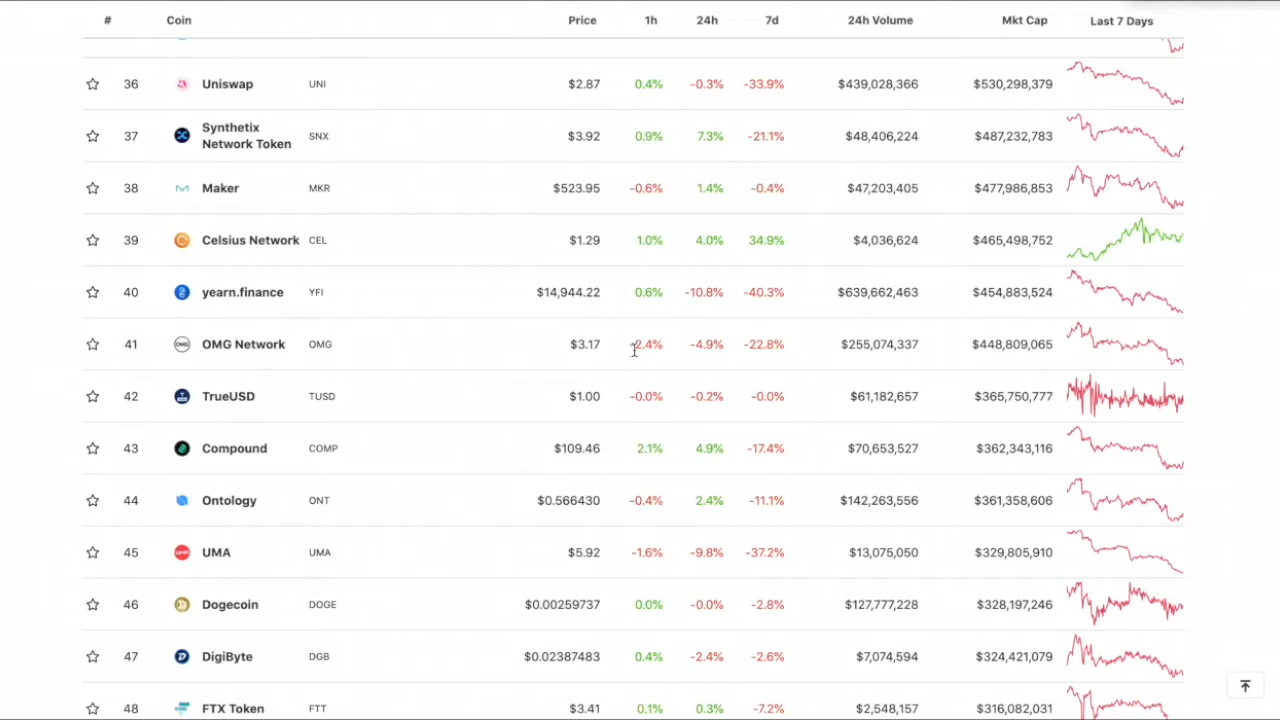 # Coin Price 1h 24h 7d 24h Volume Mkt Cap Last 7 Days
36 Uniswap UNI $2.87 0.4% -0.3% -33.9% $439,028,366 $530,298,379
37 Synthetix Network Token SNX $3.92 0.9% 7.3% -21.1% $48,406,224 $487,232,783
38 Maker MKR $523.95 -0.6% 1.4% -0.4% $47,203,405 $477,986,853
39 Celsius Network CEL $1.29 1.0% 4.0% 34.9% $4,036,624 $465,498,752
40 yearn.finance YFI $14,944.22 0.6% -10.8% -40.3% $639,662,463 $454,883,524
41 OMG Network OMG $3.17 -2.4% -4.9% -22.8% $255,074,337 $448,809,065
42 TrueUSD TUSD $1.00 -0.0% -0.2% -0.0% $61,182,657 $365,750,777
43 Compound COMP $109.46 2.1% 4.9% -17.4% $70,653,527 $362,343,116
44 Ontology ONT $0.566430 -0.4% 2.4% -11.1% $142,263,556 $361,358,606
45 UMA UMA $5.92 -1.6% -9.8% -37.2% $13,075,050 $329,805,910
46 Dogecoin DOGE $0.00259737 0.0% -0.0% -2.8% $127,777,228 $328,197,246
47 DigiByte DGB $0.02387483 0.4% -2.4% -2.6% $7,074,594 $324,421,079
48 FTX Token FTT $3.41 0.1% 0.3% -7.2% $2,548,157 $316,082,031